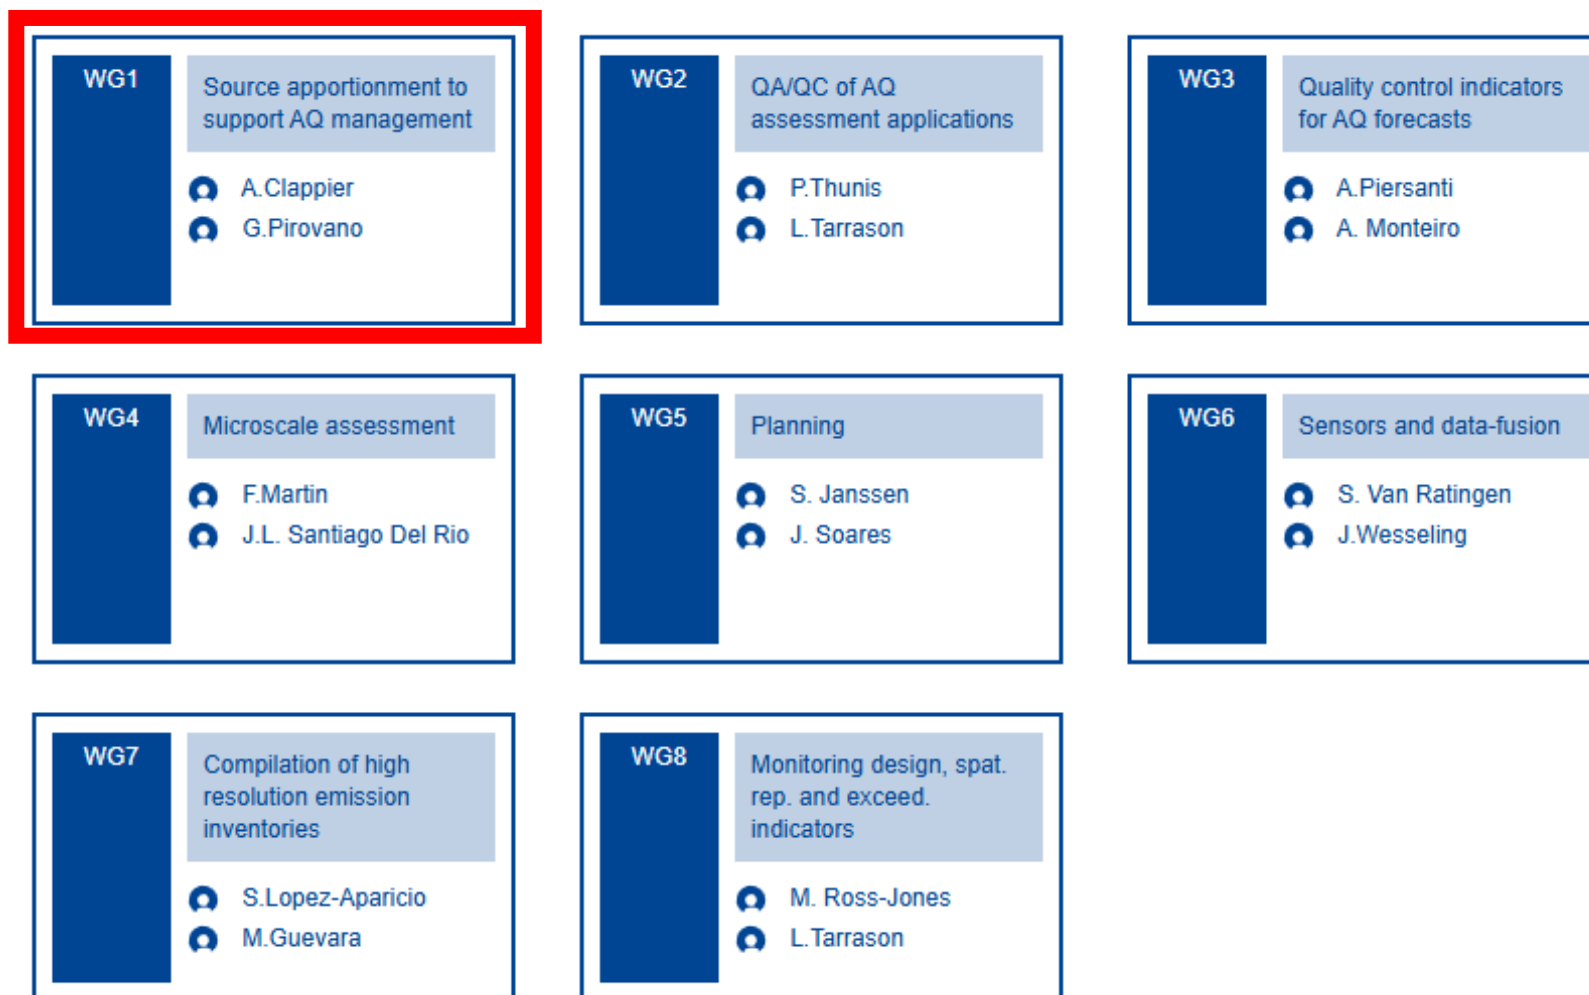 WG1
Source apportionment to
support AQ management
A.Clappier
G.Pirovano
WG2
QA/QC of AQ
assessment applications
P.Thunis
L.Tarrason
WG3
Quality control indicators
for AQ forecasts
A.Piersanti
A. Monteiro
WG4
Microscale assessment
F.Martin
J.L. Santiago Del Rio
WG5
Planning
S. Janssen
J. Soares
WG6
Sensors and data-fusion
S. Van Ratingen
J.Wesseling
WG7
Compilation of high
resolution emission
inventories
S.Lopez-Aparicio
M.Guevara
WG8
Monitoring design, spat.
rep. and exceed.
indicators
M. Ross-Jones
L.Tarrason